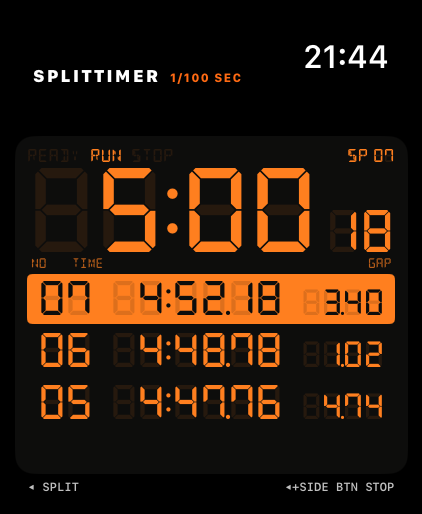 21:44
SPLITTIMER 1/100 SEC
READY RUN STOP SP 07
5:00 18
NO TIME GAP
07 4:52.18 3.40
06 4:48.78 1.02
05 4:47.76 4.74
◂ SPLIT ◂+SIDE BTN STOP